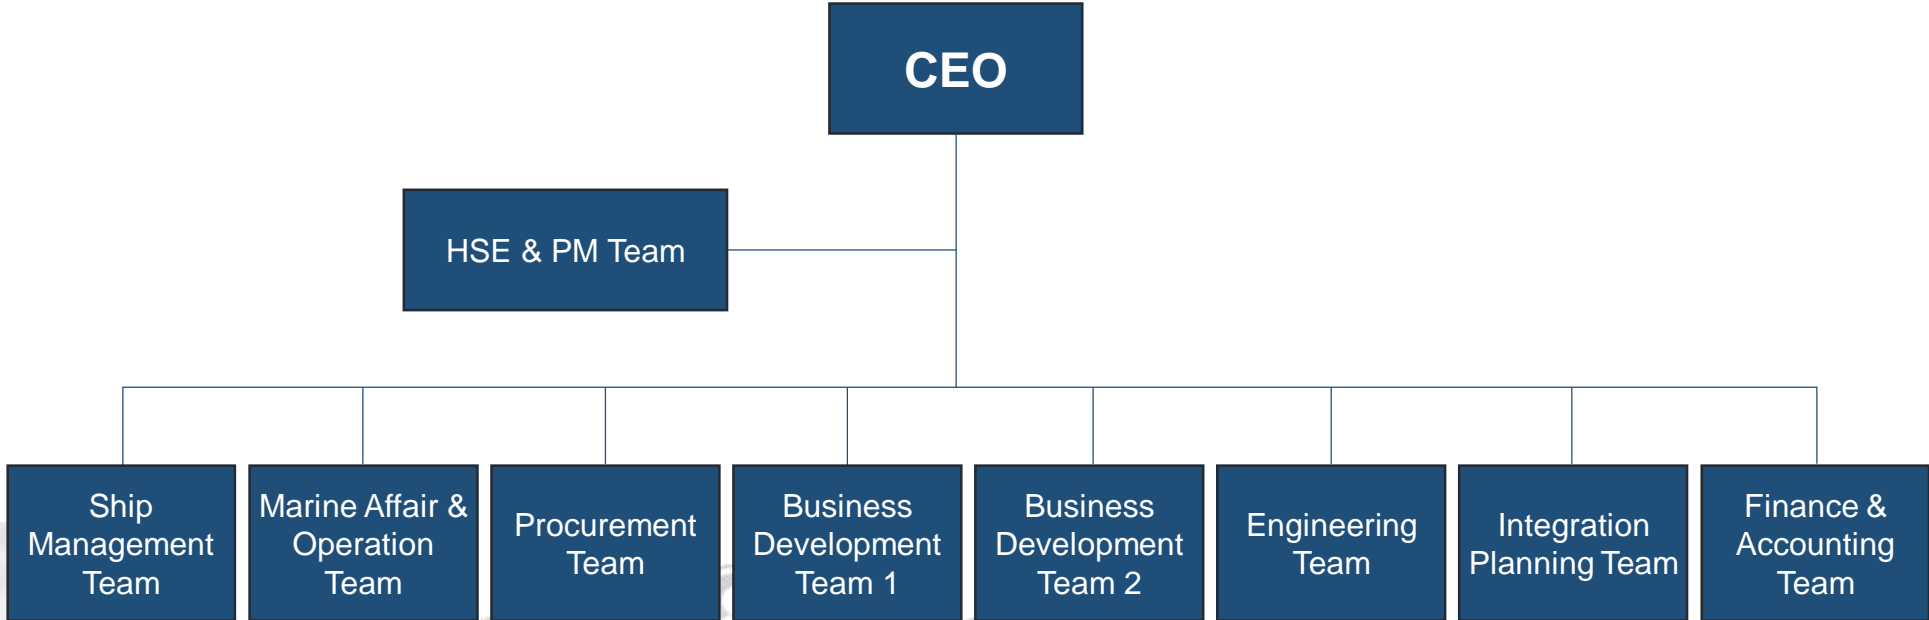 CEO
HSE & PM Team
Ship
Management
Team
Marine Affair &
Operation
Team
Procurement
Team
Business
Development
Team 1
Business
Development
Team 2
Engineering
Team
Integration
Planning Team
Finance &
Accounting
Team